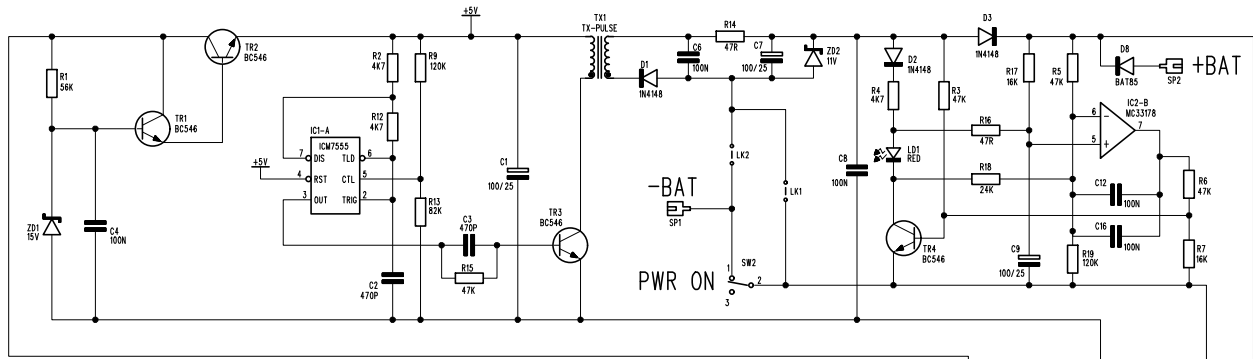 +5V
TX1
TX-PULSE
R14
47R
D3
1N4148
TR2
BC546
R1
56K
R2
4K7
R9
120K
C6
100N
C7
100/25
ZD2
11V
D2
1N4148
R17
16K
R5
47K
D8
BAT85
SP2
+BAT
D1
1N4148
R4
4K7
R3
47K
TR1
BC546
R12
4K7
IC1-A
ICM7555
7 DIS
TLD 6
4 RST
CTL 5
3 OUT
TRIG 2
+5V
R16
47R
IC2-B
MC33178
6
5
7
LD1
RED
LK2
LK1
C1
100/25
C8
100N
R18
24K
R6
47K
-BAT
SP1
R13
82K
C12
100N
ZD1
15V
C4
100N
C3
470P
TR3
BC546
R15
47K
TR4
BC546
C16
100N
C9
100/25
R19
120K
R7
16K
C2
470P
PWR ON
SW2
1
2
3